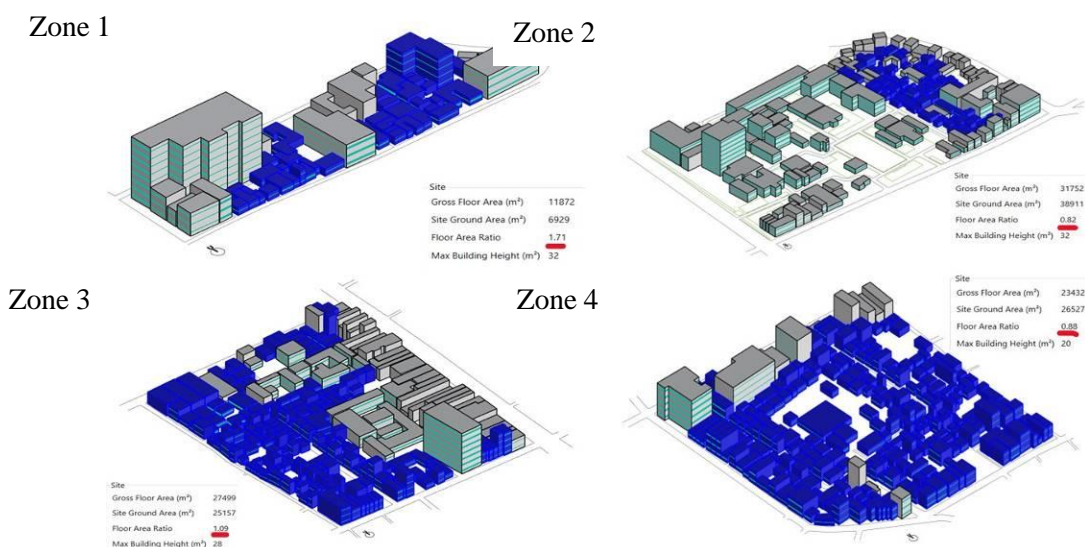 Zone 1
Zone 2
Site
Gross Floor Area (m²) 11872
Site Ground Area (m²) 6929
Floor Area Ratio 1.71
Max Building Height (m²) 32
Site
Gross Floor Area (m²) 31752
Site Ground Area (m²) 38911
Floor Area Ratio 0.82
Max Building Height (m²) 32
Zone 3
Zone 4
Site
Gross Floor Area (m²) 27499
Site Ground Area (m²) 25157
Floor Area Ratio 1.09
Max Building Height (m²) 28
Site
Gross Floor Area (m²) 23432
Site Ground Area (m²) 26527
Floor Area Ratio 0.88
Max Building Height (m²) 20